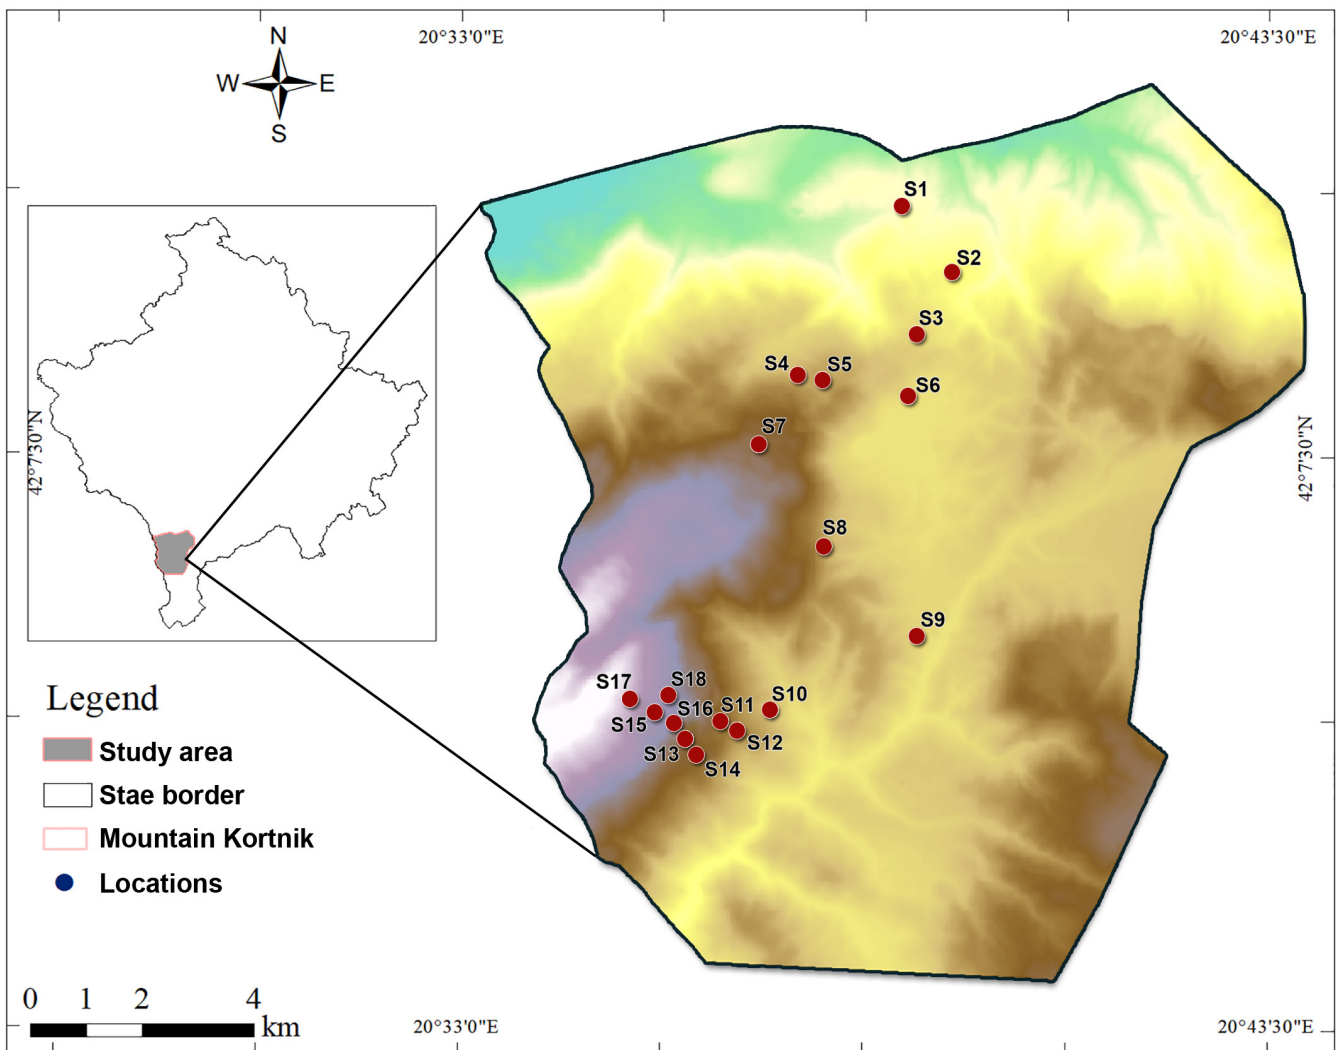 20°33'0"E
20°43'30"E
N
W
E
S
S1
S2
S3
S4
S5
S6
S7
42°7'30"N
42°7'30"N
S8
S9
S17
S18
S10
S15
S16
S11
S12
S13
S14
Legend
Study area
Stae border
Mountain Kortnik
Locations
0 1 2 4
km
20°33'0"E
20°43'30"E